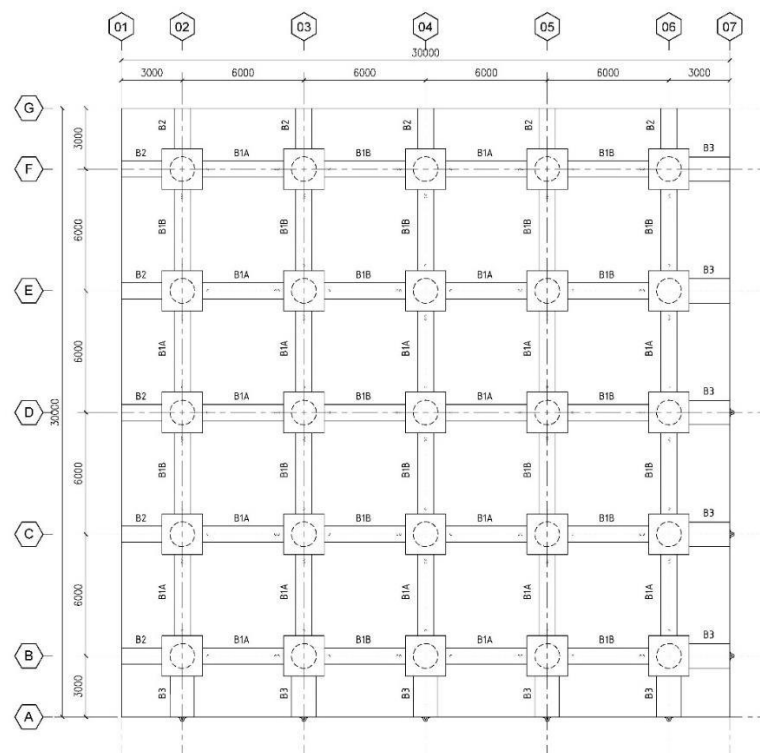 01 02 03 04 05 06 07
30000
3000 6000 6000 6000 6000 3000
G
3000 B2 B2 B2 B2 B2
F B2 B1A B1B B1A B1B B3
6000 B1B B1B B1B B1B B1B
E B2 B1A B1B B1A B1B B3
6000 B1A B1A B1A B1A B1A
D B2 B1A B1B B1A B1B B3
30000
6000 B1B B1B B1B B1B B1B
C B2 B1A B1B B1A B1B B3
6000 B1A B1A B1A B1A B1A
B B2 B1A B1B B1A B1B B3
3000 B3 B3 B3 B3 B3
A